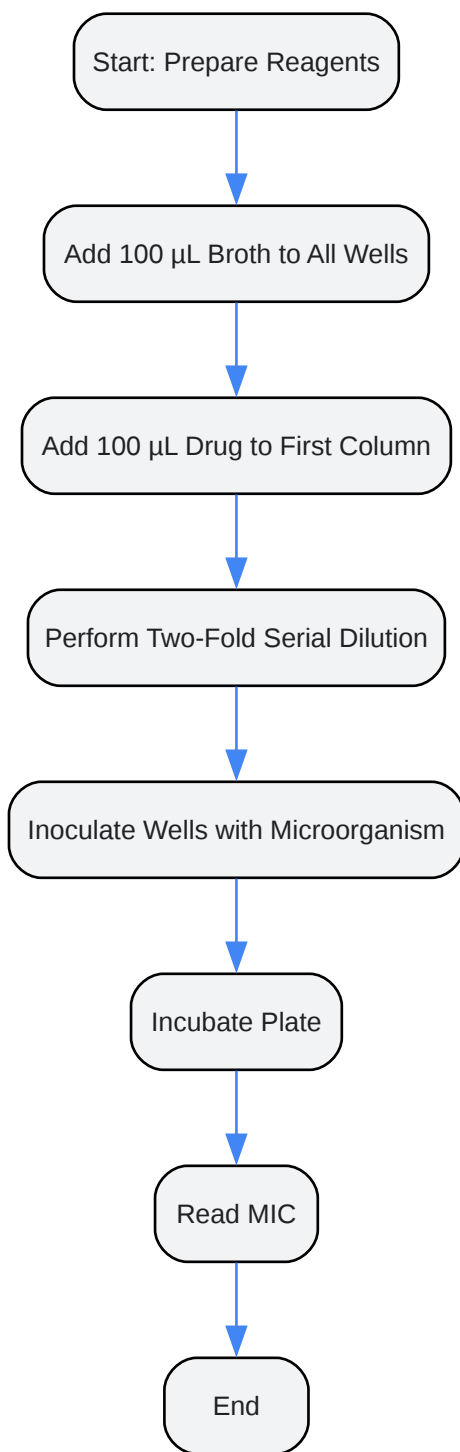 Start: Prepare Reagents
Add 100 µL Broth to All Wells
Add 100 µL Drug to First Column
Perform Two-Fold Serial Dilution
Inoculate Wells with Microorganism
Incubate Plate
Read MIC
End